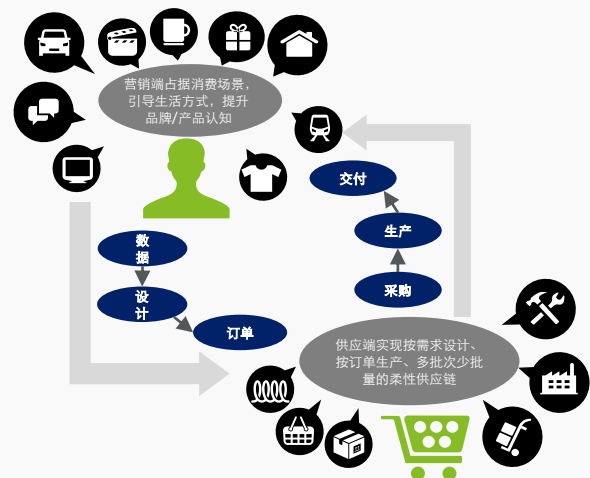 营销端占据消费场景，
引导生活方式，提升
品牌/产品认知
交付
生产
采购
数
据
设
计
订单
供应端实现按需求设计、
按订单生产、多批次少批
量的柔性供应链